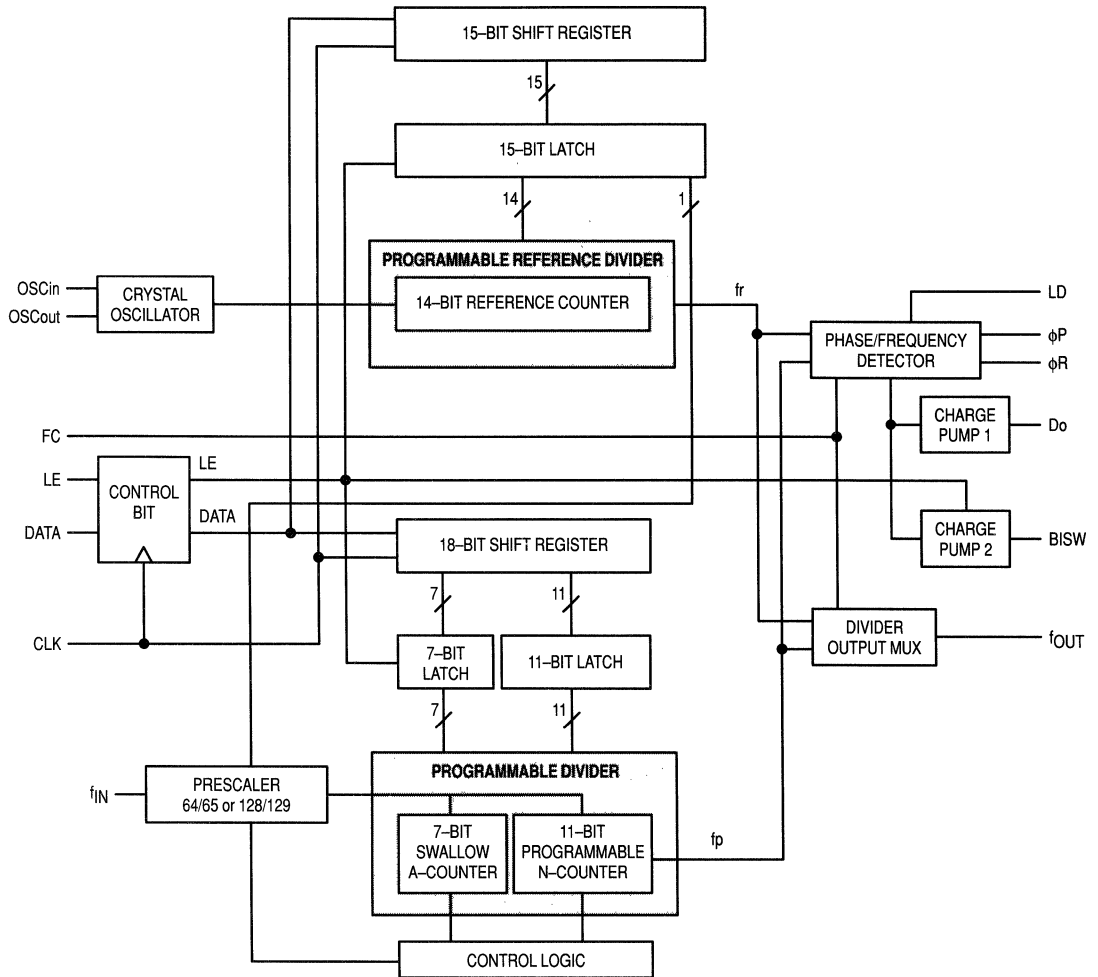 15–BIT SHIFT REGISTER
15
15–BIT LATCH
14
1
PROGRAMMABLE REFERENCE DIVIDER
14–BIT REFERENCE COUNTER
OSCin
OSCout
CRYSTAL
OSCILLATOR
fr
LD
PHASE/FREQUENCY
DETECTOR
ϕP
ϕR
CHARGE
PUMP 1
Do
FC
LE
LE
CONTROL
BIT
DATA
DATA
18–BIT SHIFT REGISTER
CHARGE
PUMP 2
BISW
7
11
CLK
7–BIT
LATCH
11–BIT LATCH
DIVIDER
OUTPUT MUX
fOUT
7
11
PROGRAMMABLE DIVIDER
fIN
PRESCALER
64/65 or 128/129
7–BIT
SWALLOW
A–COUNTER
11–BIT
PROGRAMMABLE
N–COUNTER
fp
CONTROL LOGIC